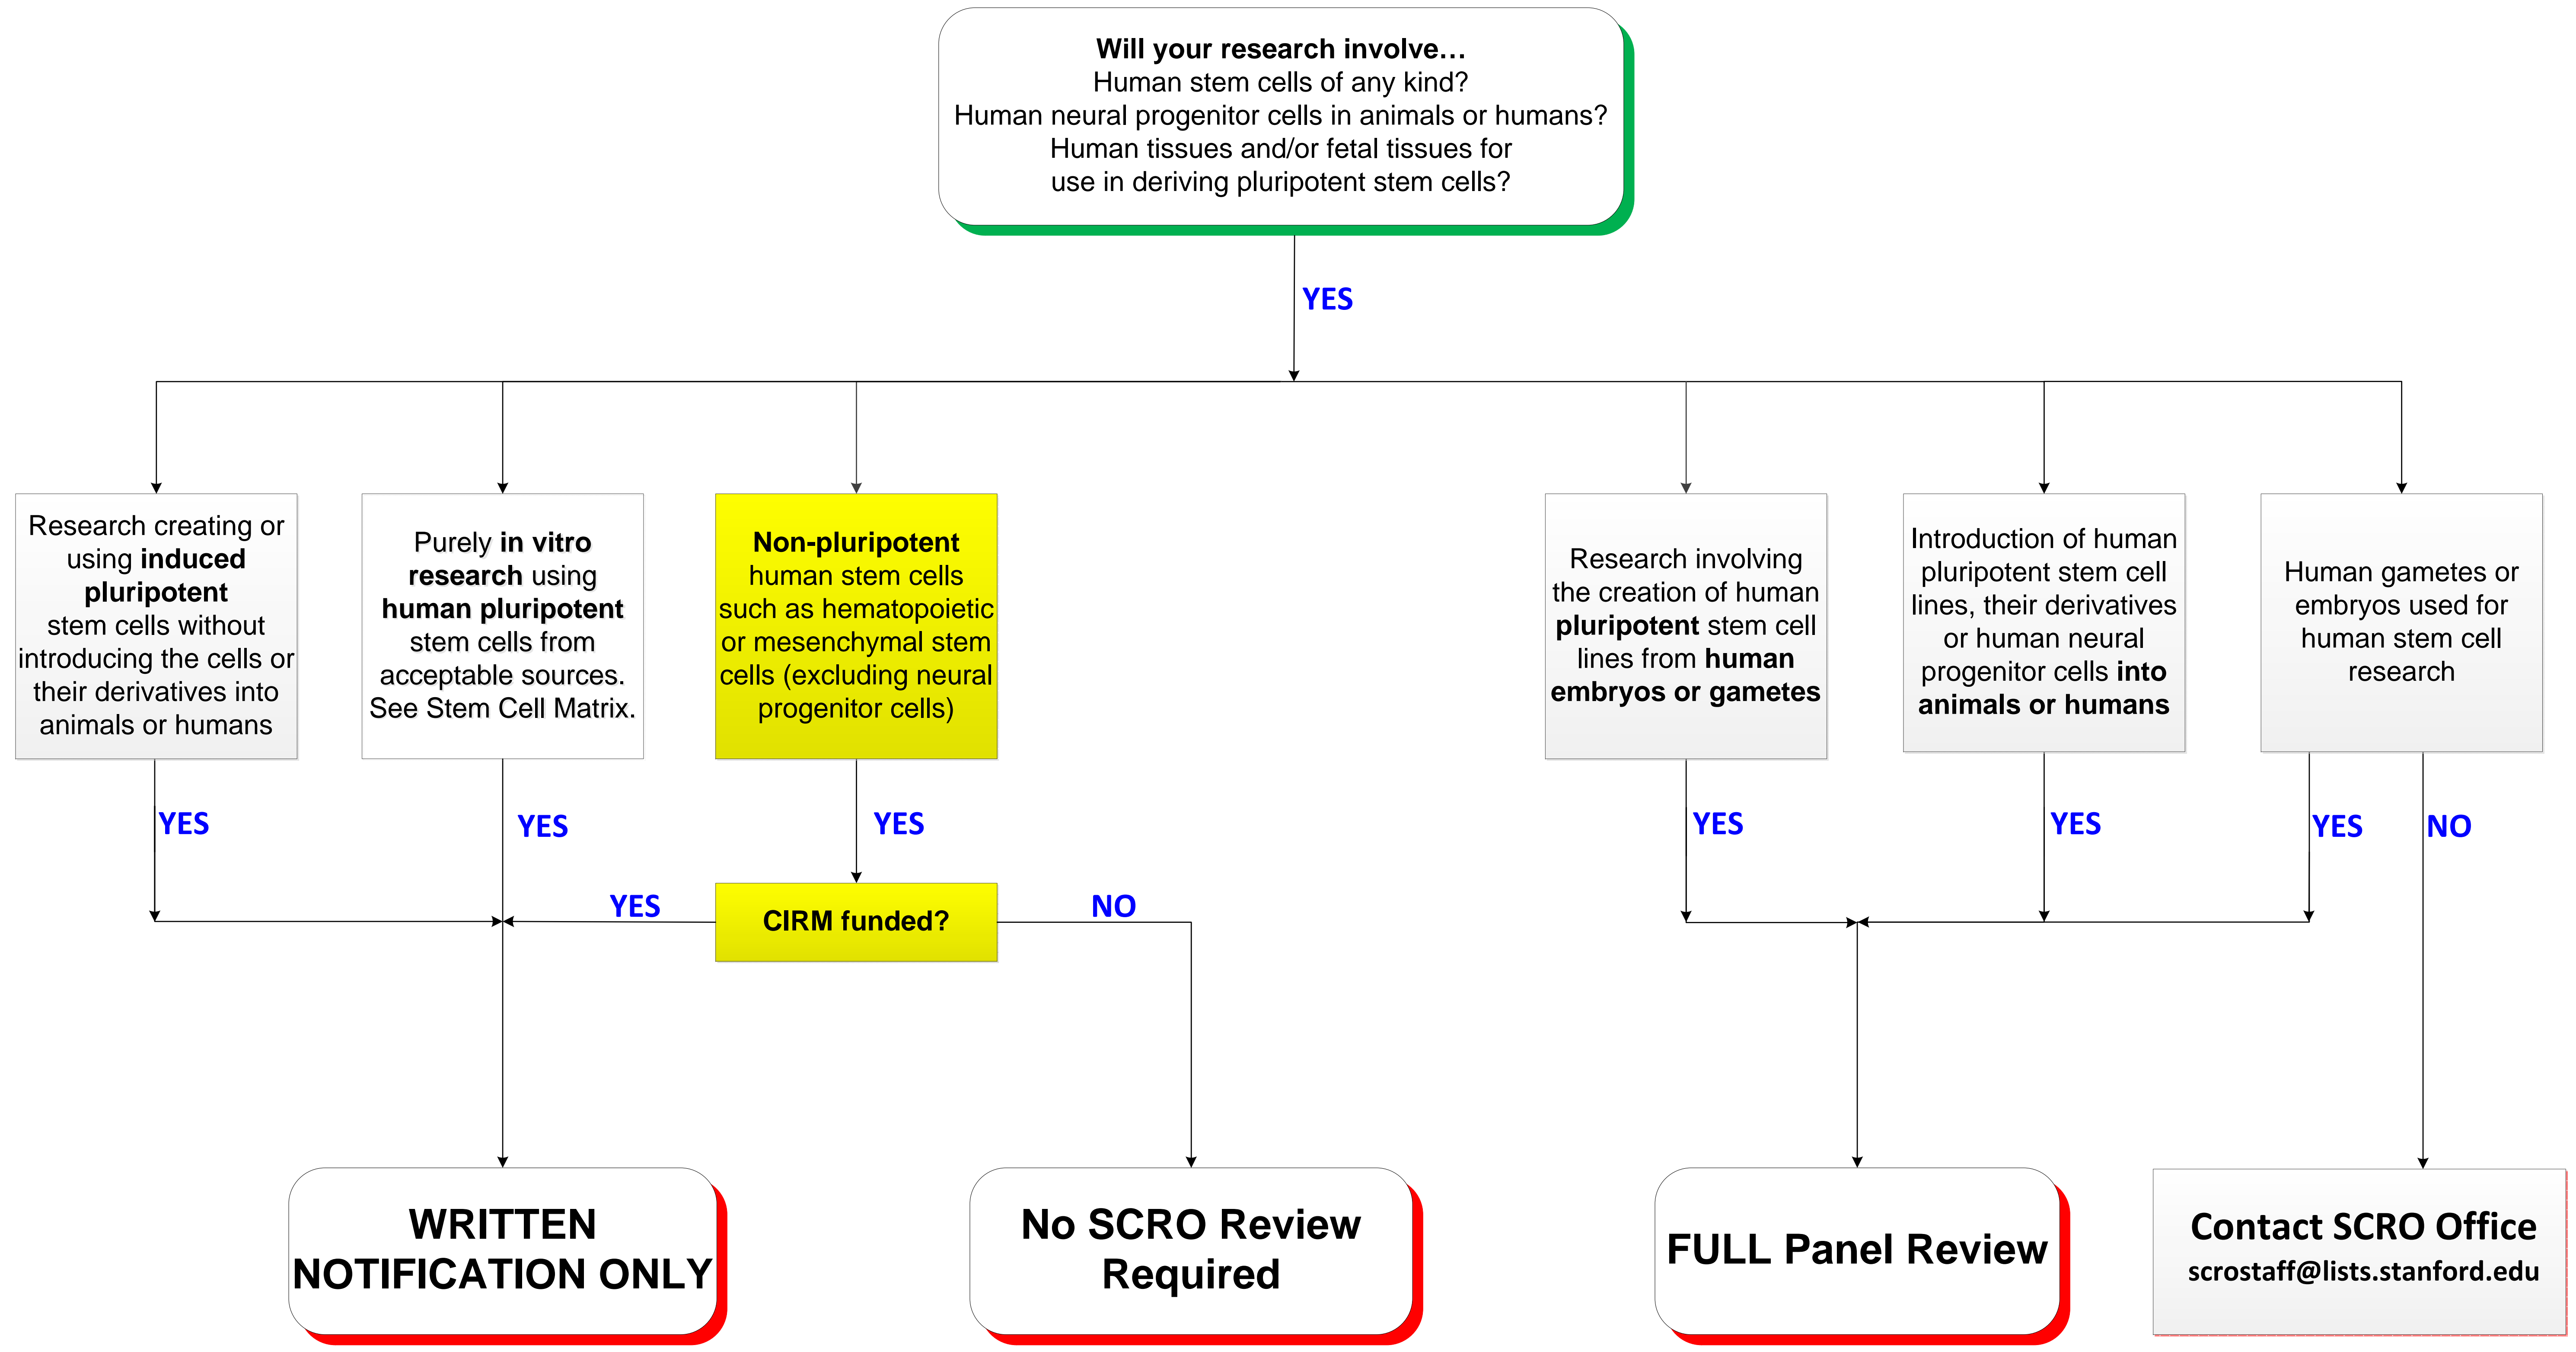 Will your research involve…
Human stem cells of any kind?
Human neural progenitor cells in animals or humans?
Human tissues and/or fetal tissues for
use in deriving pluripotent stem cells?
YES
Research creating or
using induced
pluripotent
stem cells without
introducing the cells or
their derivatives into
animals or humans
Purely in vitro
research using
human pluripotent
stem cells from
acceptable sources.
See Stem Cell Matrix.
Non-pluripotent
human stem cells
such as hematopoietic
or mesenchymal stem
cells (excluding neural
progenitor cells)
Research involving
the creation of human
pluripotent stem cell
lines from human
embryos or gametes
Introduction of human
pluripotent stem cell
lines, their derivatives
or human neural
progenitor cells into
animals or humans
Human gametes or
embryos used for
human stem cell
research
YES
YES
YES
YES
YES
YES
NO
YES
CIRM funded?
NO
WRITTEN
NOTIFICATION ONLY
No SCRO Review
Required
FULL Panel Review
Contact SCRO Office
scrostaff@lists.stanford.edu